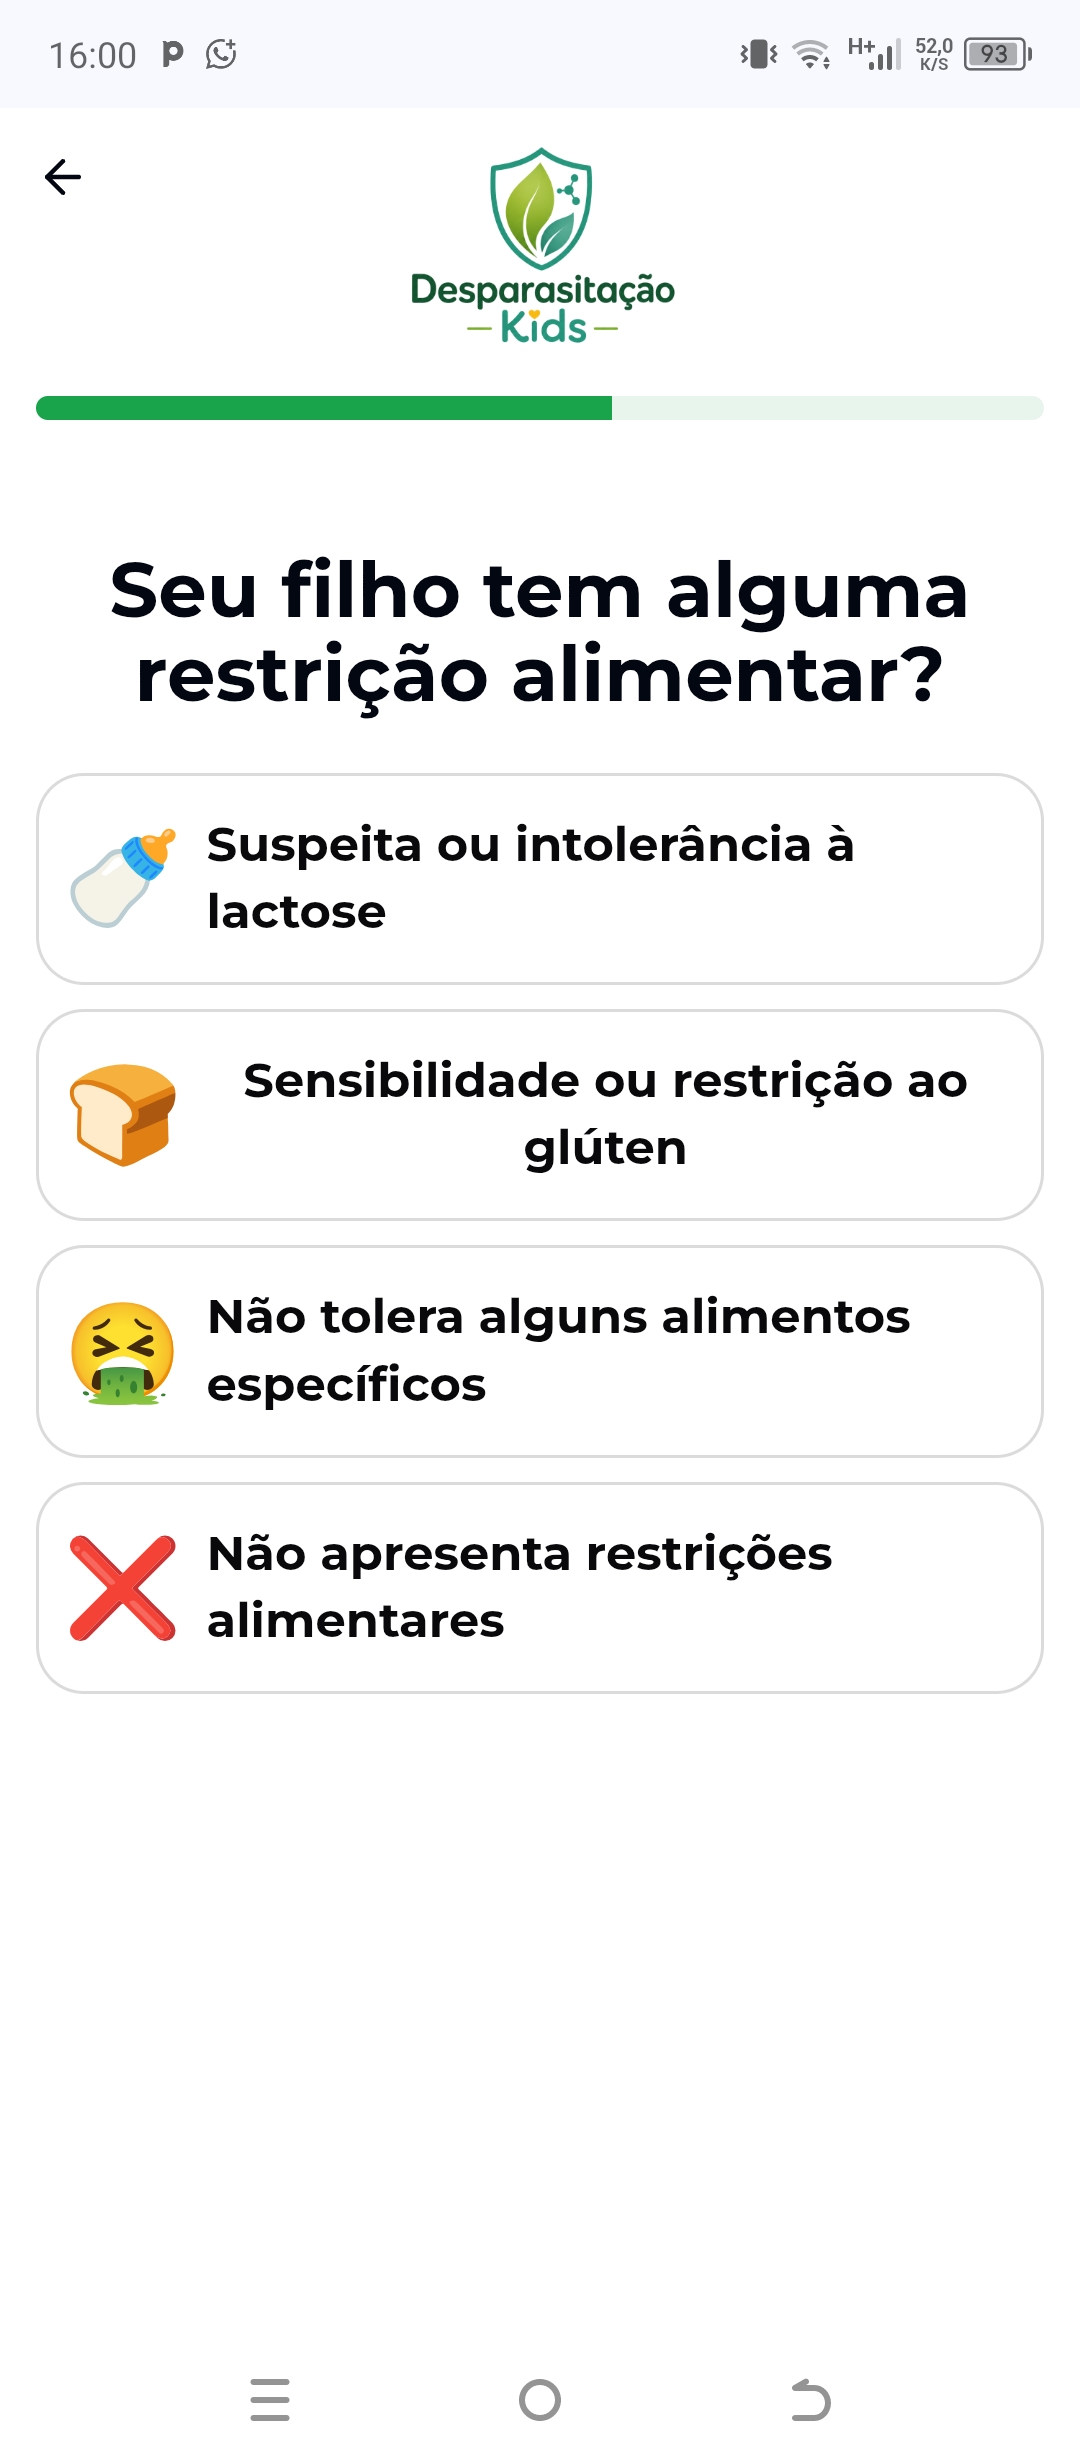 16:00
H+
52,0
K/S
93
Desparasitação
Kids
Seu filho tem alguma
restrição alimentar?
Suspeita ou intolerância à
lactose
Sensibilidade ou restrição ao
glúten
Não tolera alguns alimentos
específicos
Não apresenta restrições
alimentares